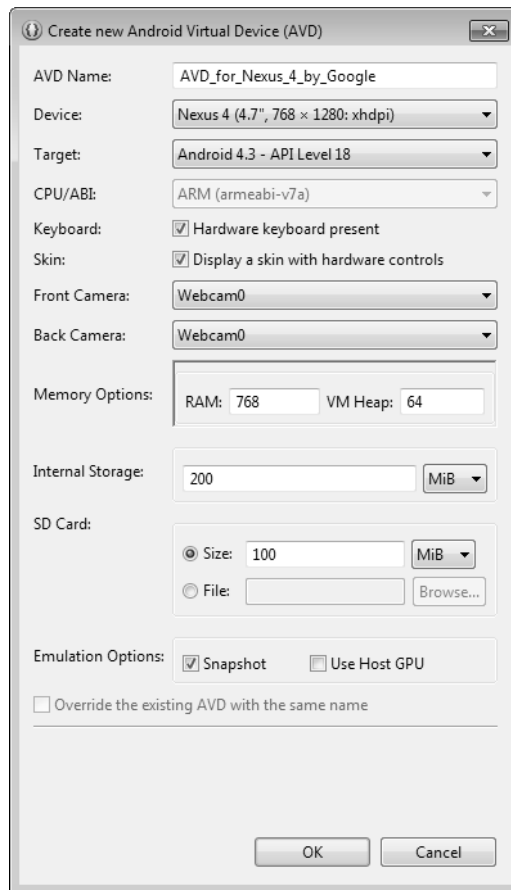 Create new Android Virtual Device (AVD)
AVD Name: AVD_for_Nexus_4_by_Google
Device: Nexus 4 (4.7", 768 × 1280: xhdpi)
Target: Android 4.3 - API Level 18
CPU/ABI: ARM (armeabi-v7a)
Keyboard: Hardware keyboard present
Skin: Display a skin with hardware controls
Front Camera: Webcam0
Back Camera: Webcam0
Memory Options: RAM: 768 VM Heap: 64
Internal Storage: 200 MiB
SD Card:
Size: 100 MiB
File: Browse...
Emulation Options: Snapshot Use Host GPU
Override the existing AVD with the same name
OK Cancel